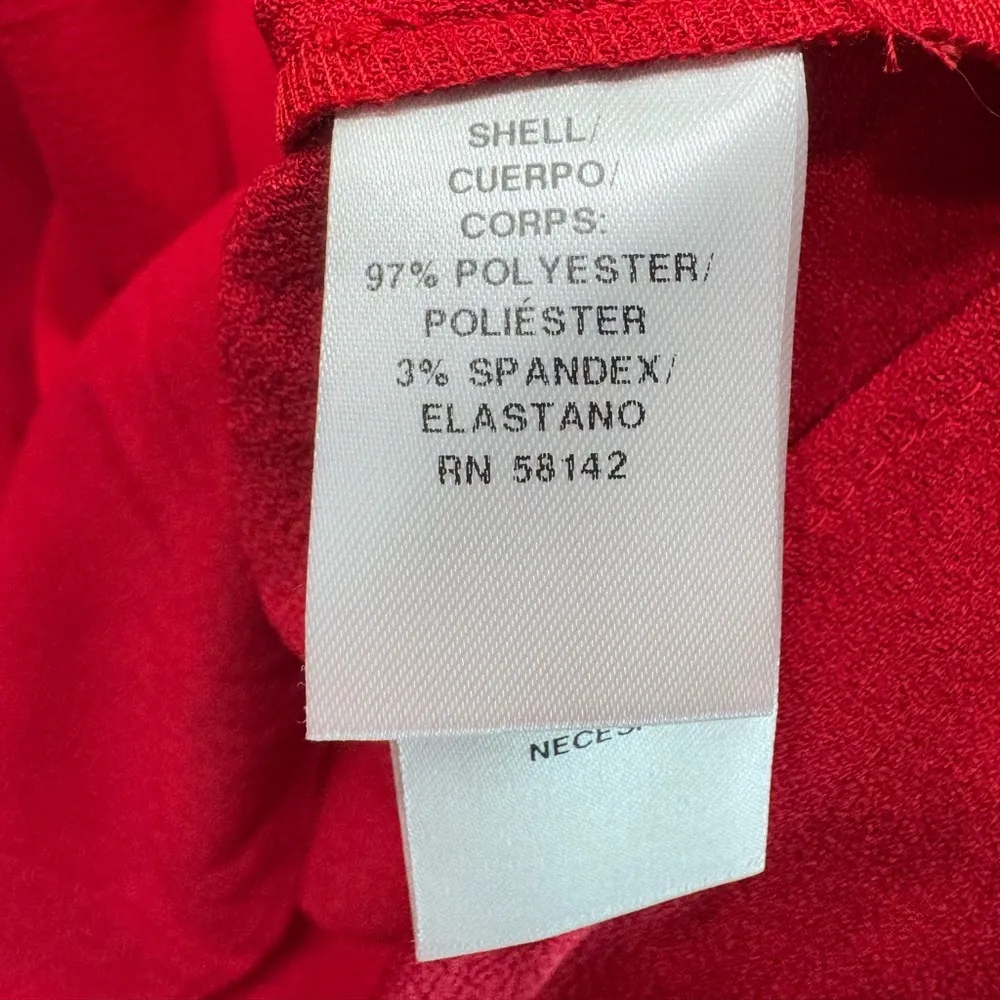 SHELL/
CUERPO/
CORPS:
97% POLYESTER/
POLIÉSTER
3% SPANDEX/
ELASTANO
RN 58142